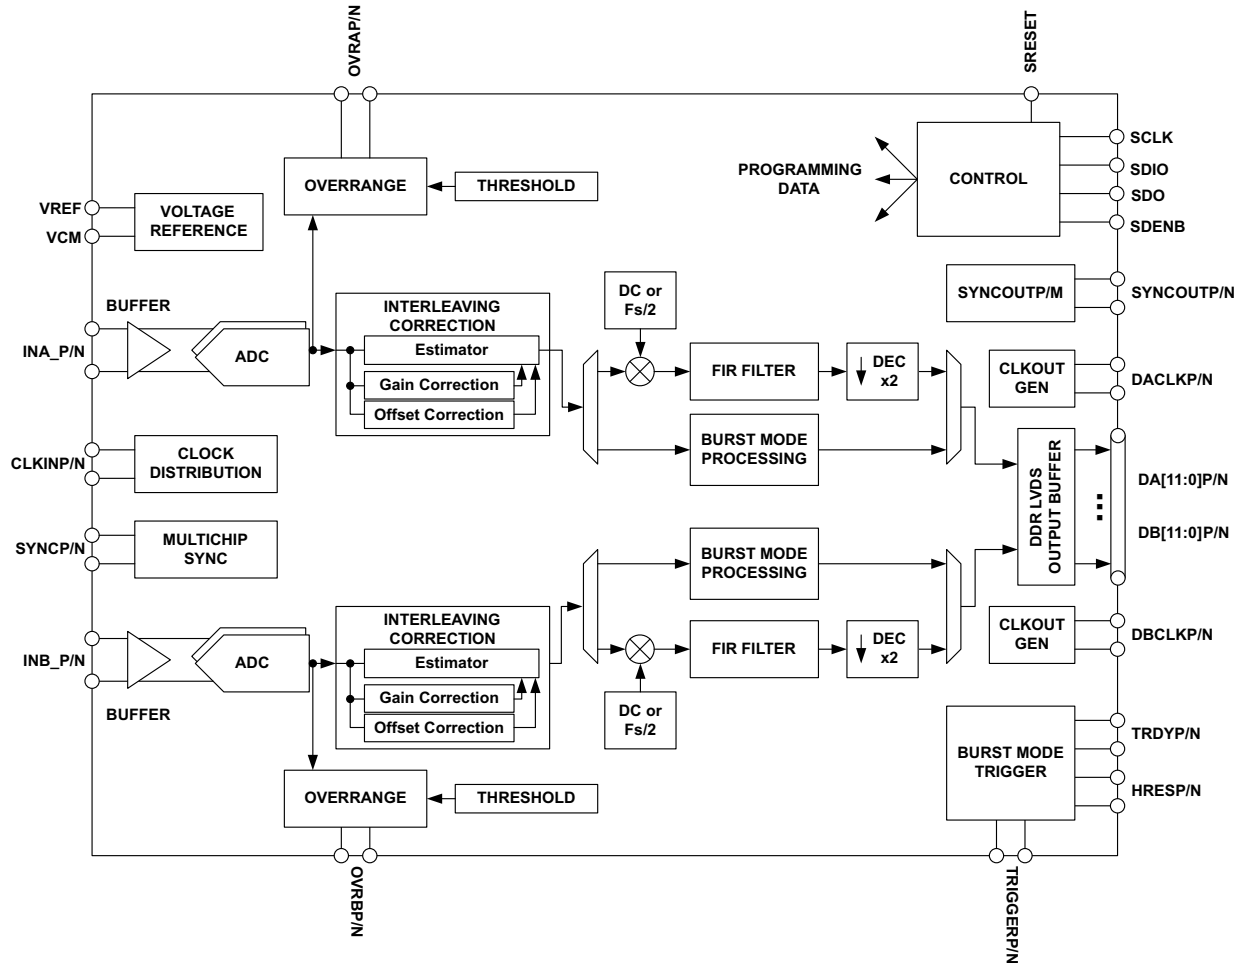 OVRAP/N
SRESET
OVERRANGE
THRESHOLD
PROGRAMMING
DATA
CONTROL
SCLK
SDIO
SDO
SDENB
VREF
VCM
VOLTAGE
REFERENCE
BUFFER
INA_P/N
ADC
INTERLEAVING
CORRECTION
Estimator
Gain Correction
Offset Correction
DC or
Fs/2
FIR FILTER
DEC
x2
SYNCOUTP/M
SYNCOUTP/N
CLKOUT
GEN
DACLKP/N
BURST MODE
PROCESSING
CLKINP/N
CLOCK
DISTRIBUTION
DDR LVDS
OUTPUT BUFFER
...
DA[11:0]P/N
DB[11:0]P/N
SYNCP/N
MULTICHIP
SYNC
BURST MODE
PROCESSING
INB_P/N
ADC
BUFFER
INTERLEAVING
CORRECTION
Estimator
Gain Correction
Offset Correction
FIR FILTER
DEC
x2
DC or
Fs/2
CLKOUT
GEN
DBCLKP/N
BURST MODE
TRIGGER
TRDYP/N
HRESP/N
OVERRANGE
THRESHOLD
OVRBP/N
TRIGGERP/N